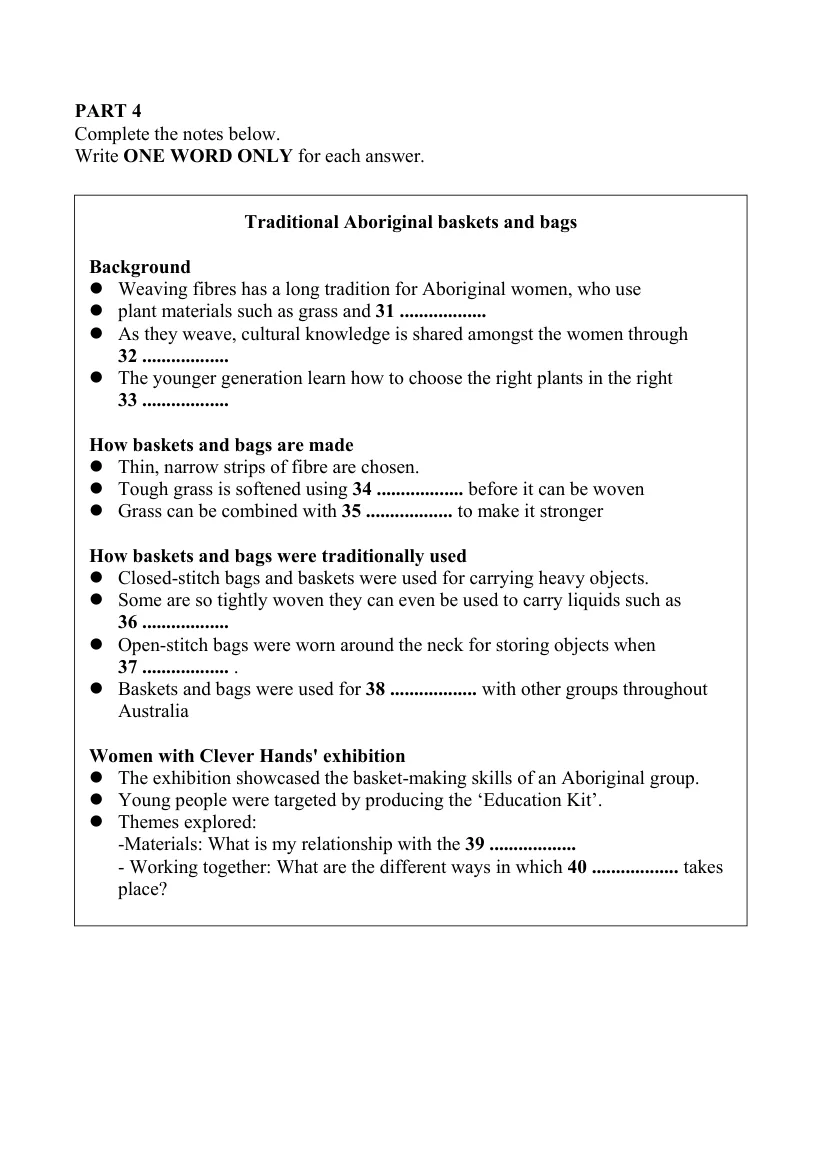 PART 4
Complete the notes below.
Write ONE WORD ONLY for each answer.
Traditional Aboriginal baskets and bags
Background
● Weaving fibres has a long tradition for Aboriginal women, who use
● plant materials such as grass and 31 ..................
● As they weave, cultural knowledge is shared amongst the women through
32 ..................
● The younger generation learn how to choose the right plants in the right
33 ..................
How baskets and bags are made
● Thin, narrow strips of fibre are chosen.
● Tough grass is softened using 34 .................. before it can be woven
● Grass can be combined with 35 .................. to make it stronger
How baskets and bags were traditionally used
● Closed-stitch bags and baskets were used for carrying heavy objects.
● Some are so tightly woven they can even be used to carry liquids such as
36 ..................
● Open-stitch bags were worn around the neck for storing objects when
37 .................. .
● Baskets and bags were used for 38 .................. with other groups throughout
Australia
Women with Clever Hands' exhibition
● The exhibition showcased the basket-making skills of an Aboriginal group.
● Young people were targeted by producing the ‘Education Kit’.
● Themes explored:
-Materials: What is my relationship with the 39 ..................
- Working together: What are the different ways in which 40 .................. takes
place?